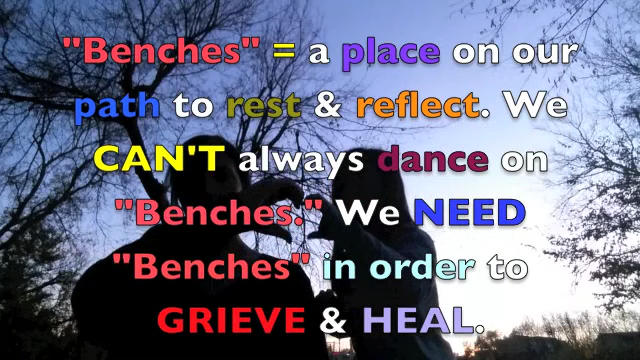 "Benches" = a place on our
path to rest & reflect. We
CAN'T always dance on
"Benches." We NEED
"Benches" in order to
GRIEVE & HEAL.